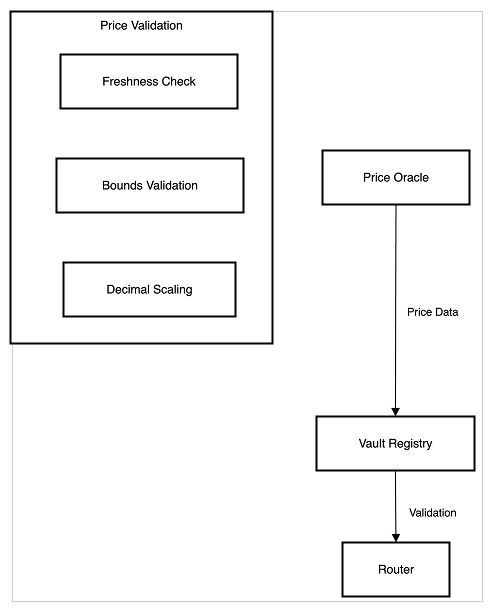 Price Validation
Freshness Check
Bounds Validation
Decimal Scaling
Price Oracle
Price Data
Vault Registry
Validation
Router